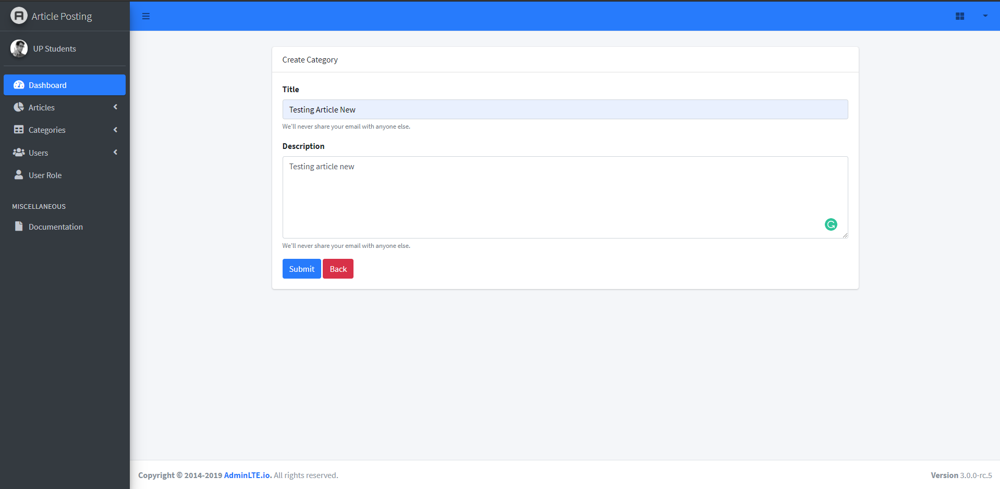 Article Posting
UP Students
Dashboard
Articles
Categories
Users
User Role
MISCELLANEOUS
Documentation
Create Category
Title
Testing Article New
We'll never share your email with anyone else.
Description
Testing article new
We'll never share your email with anyone else.
Submit Back
Copyright © 2014-2019 AdminLTE.io. All rights reserved.
Version 3.0.0-rc.5